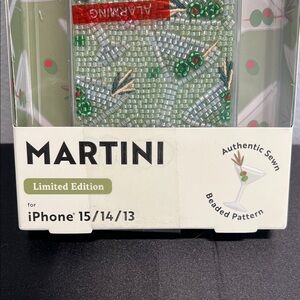 ALARMING
MARTINI
Limited Edition
for
iPhone® 15/14/13
Authentic Sewn
Beaded Pattern